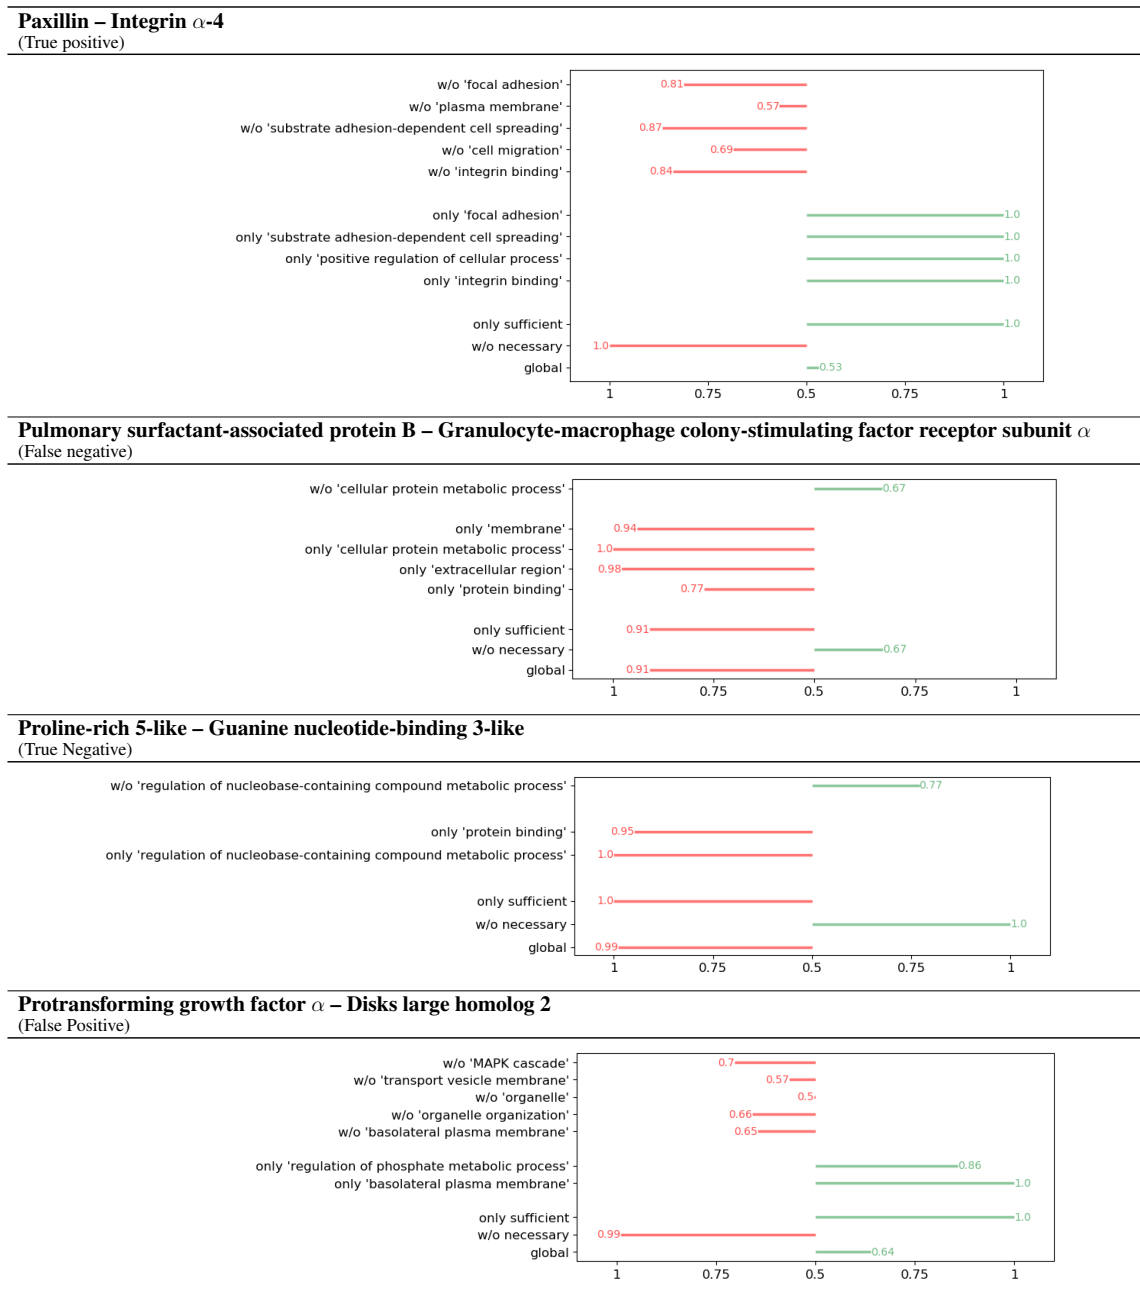 Paxillin – Integrin α-4
(True positive)
w/o 'focal adhesion'
0.81
w/o 'plasma membrane'
0.57
w/o 'substrate adhesion-dependent cell spreading'
0.87
w/o 'cell migration'
0.69
w/o 'integrin binding'
0.84
only 'focal adhesion'
1.0
only 'substrate adhesion-dependent cell spreading'
1.0
only 'positive regulation of cellular process'
1.0
only 'integrin binding'
1.0
only sufficient
1.0
w/o necessary
1.0
global
0.53
1 0.75 0.5 0.75 1
Pulmonary surfactant-associated protein B – Granulocyte-macrophage colony-stimulating factor receptor subunit α
(False negative)
w/o 'cellular protein metabolic process'
0.67
only 'membrane'
0.94
only 'cellular protein metabolic process'
1.0
only 'extracellular region'
0.98
only 'protein binding'
0.77
only sufficient
0.91
w/o necessary
0.67
global
0.91
1 0.75 0.5 0.75 1
Proline-rich 5-like – Guanine nucleotide-binding 3-like
(True Negative)
w/o 'regulation of nucleobase-containing compound metabolic process'
0.77
only 'protein binding'
0.95
only 'regulation of nucleobase-containing compound metabolic process'
1.0
only sufficient
1.0
w/o necessary
1.0
global
0.99
1 0.75 0.5 0.75 1
Protransforming growth factor α – Disks large homolog 2
(False Positive)
w/o 'MAPK cascade'
0.7
w/o 'transport vesicle membrane'
0.57
w/o 'organelle'
0.5
w/o 'organelle organization'
0.66
w/o 'basolateral plasma membrane'
0.65
only 'regulation of phosphate metabolic process'
0.86
only 'basolateral plasma membrane'
1.0
only sufficient
1.0
w/o necessary
0.99
global
0.64
1 0.75 0.5 0.75 1